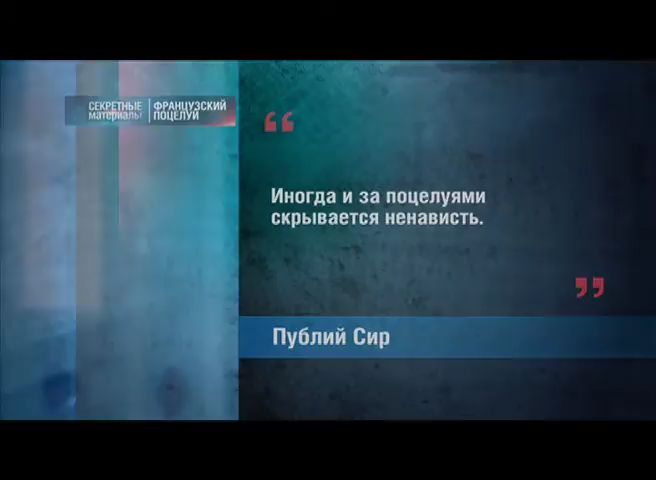 СЕКРЕТНЫЕ материалы
ФРАНЦУЗСКИЙ ПОЦЕЛУЙ
“
Иногда и за поцелуями
скрывается ненависть.
”
Публий Сир